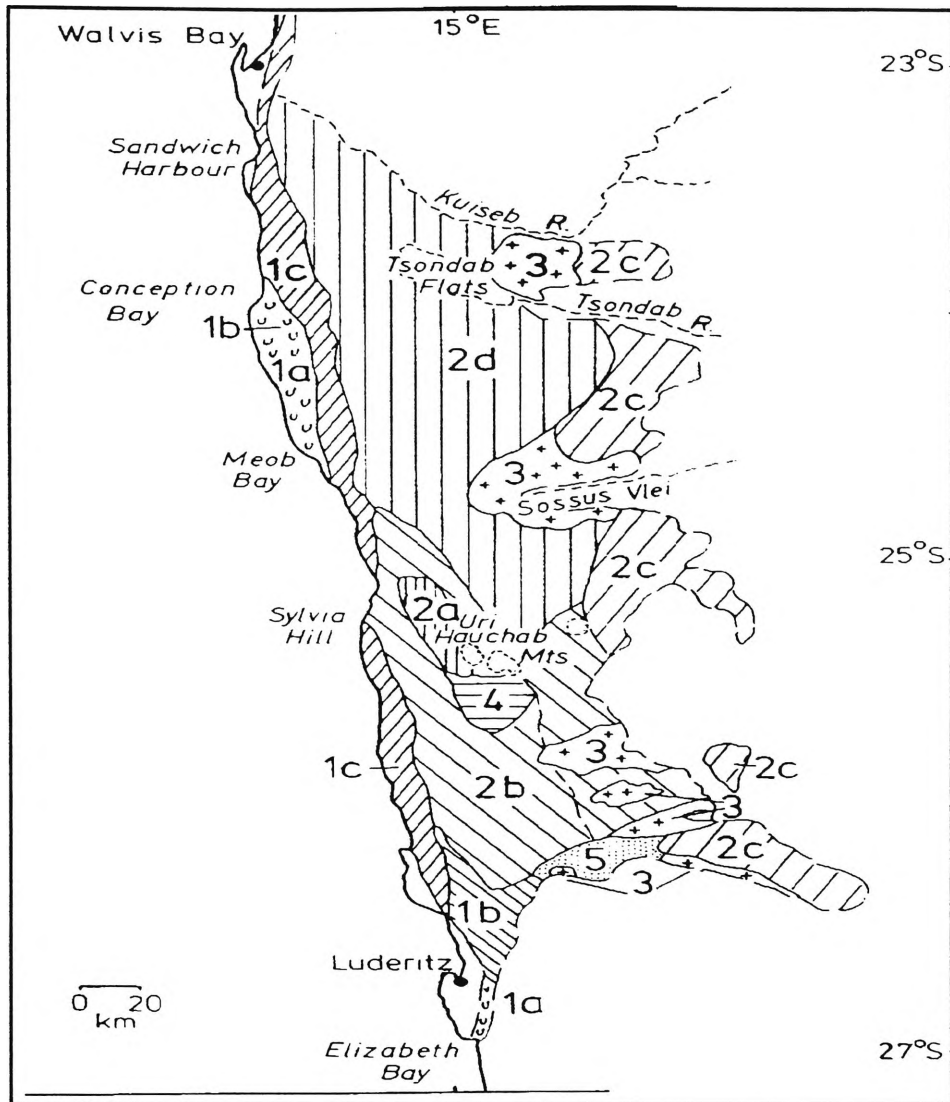 15°E
Walvis Bay
23°S
Sandwich
Harbour
Kuiseb R.
3
2c
1c
Tsondab
Flats
Tsondab R.
Conception
Bay
1b
1a
2d
2c
Meob
Bay
3
Sossus Vlei
25°S
2c
Sylvia
Hill
2a
Uri
Hauchab
Mts
4
3
2c
1c
2b
3
5
2c
3
1b
Luderitz
0 20
km
1a
Elizabeth
Bay
27°S